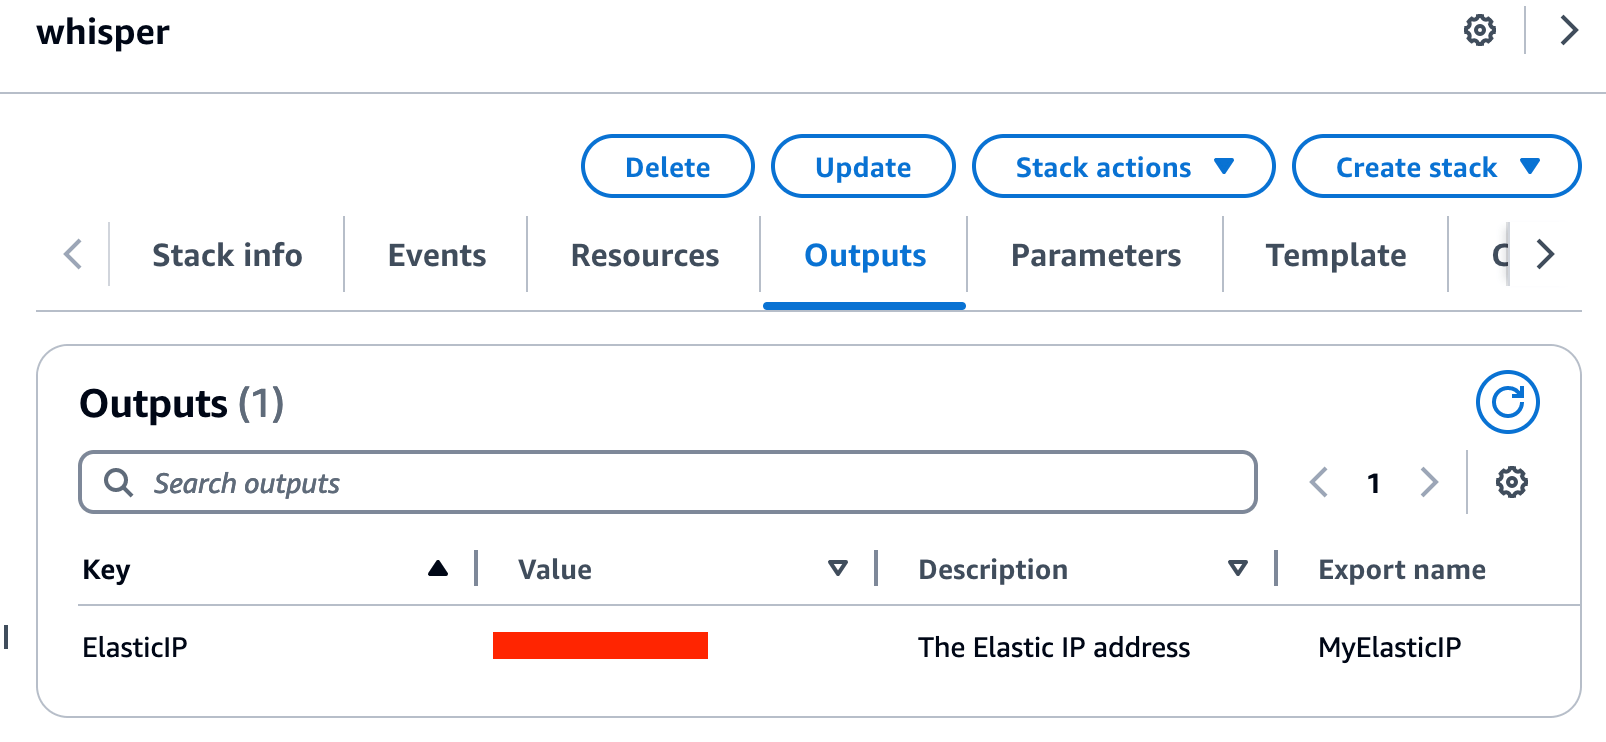 whisper
Delete Update Stack actions Create stack
Stack info Events Resources Outputs Parameters Template
Outputs (1)
Search outputs 1
Key Value Description Export name
ElasticIP The Elastic IP address MyElasticIP